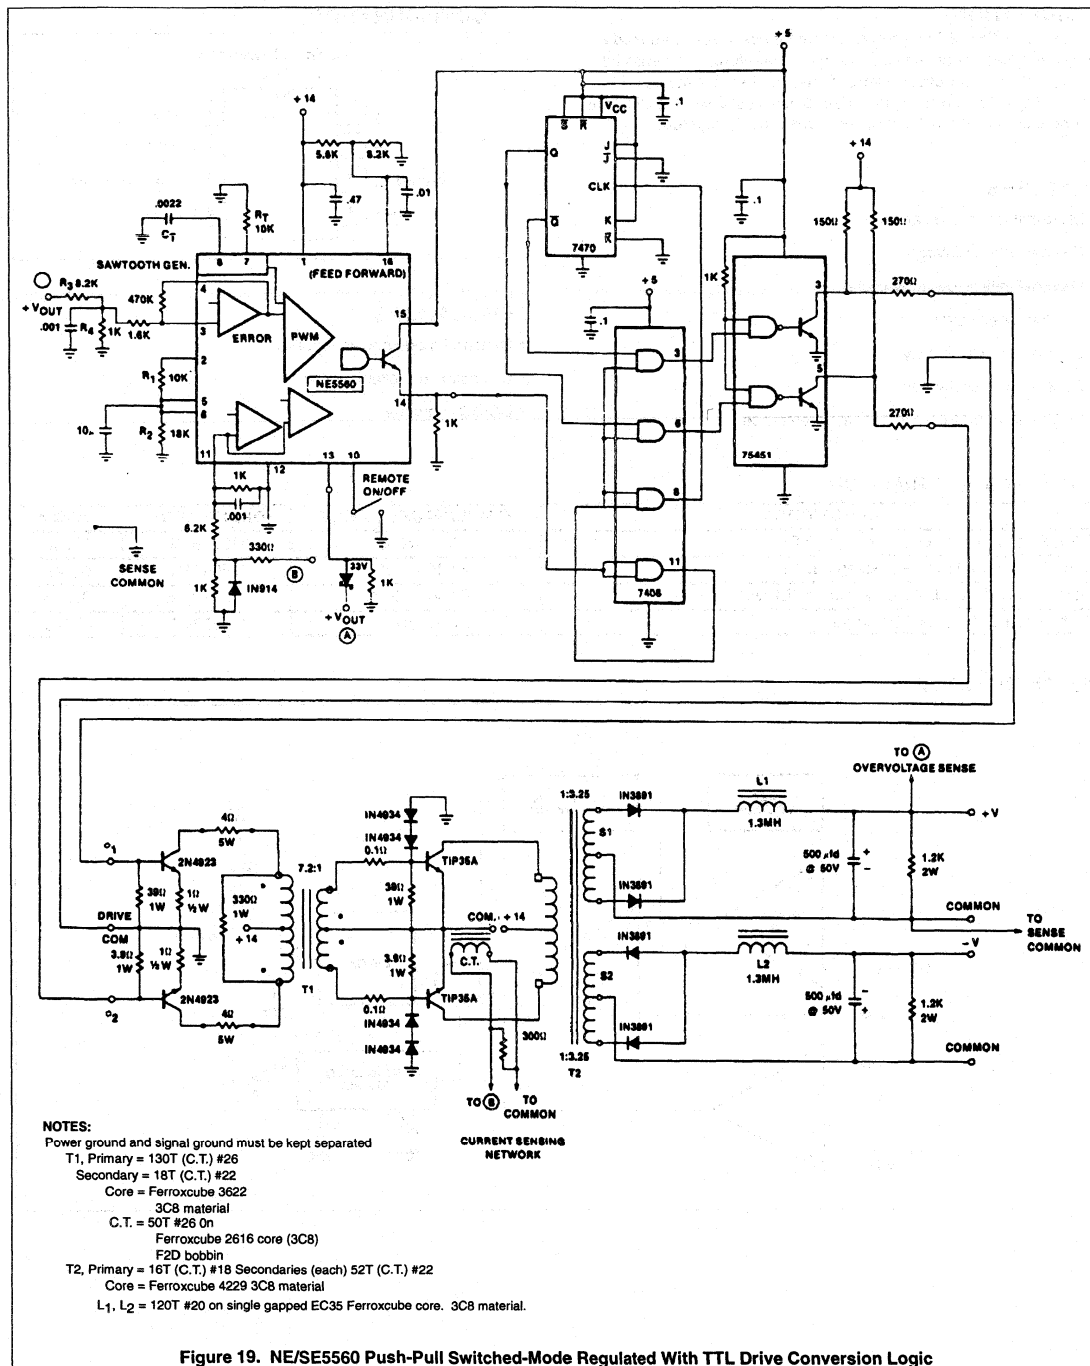 +5
+14
.1
VCC
S̅ R̅
5.6K
8.2K
Q
J
J̅
.01
.47
CLK
+14
.0022
CT
RT
10K
Q̅
K
K̅
.1
7470
150Ω
150Ω
8
7
1
16
SAWTOOTH GEN.
(FEED FORWARD)
1K
R3 8.2K
+VOUT
470K
4
+5
3
270Ω
.001
R4
1K
1.6K
3
ERROR
PWM
15
.1
2
NE5560
3
5
R1
10K
14
5
6
1K
6
270Ω
10μ
R2
18K
75451
11
12
13
10
8
1K
REMOTE
ON/OFF
.001
6.2K
330Ω
SENSE
COMMON
B
33V
11
1K
IN914
1K
7408
+VOUT
A
TO A
OVERVOLTAGE SENSE
L1
1:3.25
IN3891
+V
1.3MH
IN4934
4Ω
5W
IN4934
S1
°1
2N4923
7.2:1
0.1Ω
TIP35A
500 μfd
@ 50V
+
–
1.2K
2W
39Ω
1W
1Ω
½W
330Ω
1W
39Ω
1W
IN3891
DRIVE
COM
+14
COM.
+14
COMMON
TO
SENSE
COMMON
3.9Ω
1W
1Ω
½W
3.9Ω
1W
C.T.
IN3891
–V
T1
S2
L2
1.3MH
2N4923
0.1Ω
TIP35A
500 μfd
@ 50V
–
+
1.2K
2W
°2
4Ω
5W
IN4934
300Ω
IN3891
IN4934
1:3.25
T2
COMMON
TO B
TO
COMMON
CURRENT SENSING
NETWORK
NOTES:
Power ground and signal ground must be kept separated
T1, Primary = 130T (C.T.) #26
Secondary = 18T (C.T.) #22
Core = Ferroxcube 3622
3C8 material
C.T. = 50T #26 0n
Ferroxcube 2616 core (3C8)
F2D bobbin
T2, Primary = 16T (C.T.) #18 Secondaries (each) 52T (C.T.) #22
Core = Ferroxcube 4229 3C8 material
L1, L2 = 120T #20 on single gapped EC35 Ferroxcube core. 3C8 material.
Figure 19. NE/SE5560 Push-Pull Switched-Mode Regulated With TTL Drive Conversion Logic